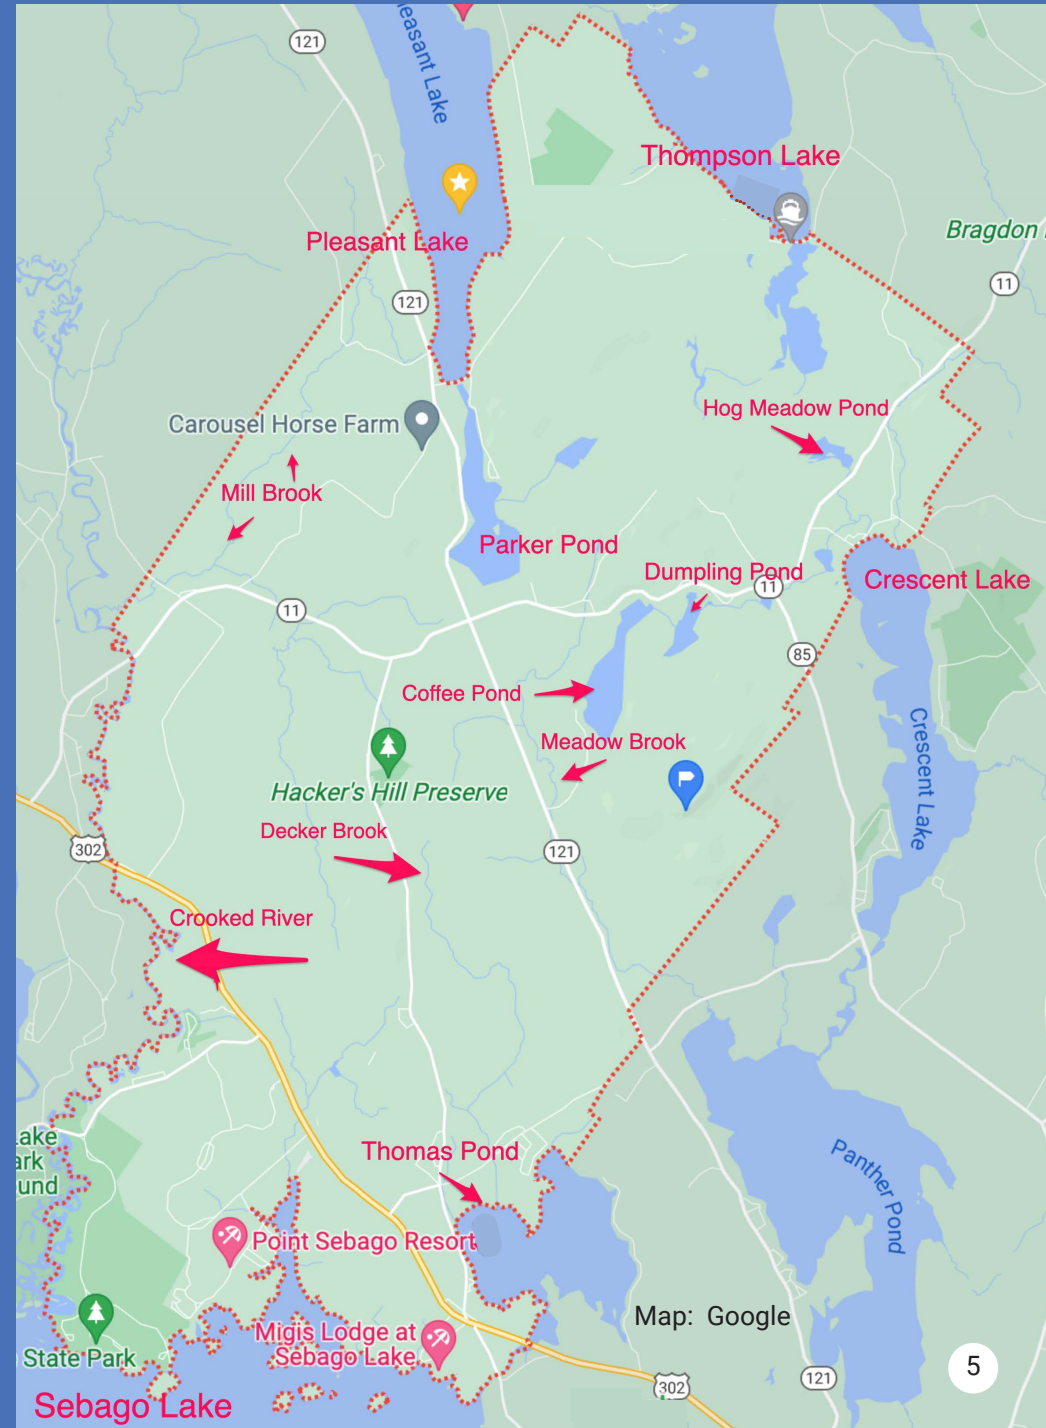 121
Pleasant Lake
Thompson Lake
Bragdon
Pleasant Lake
11
121
Hog Meadow Pond
Carousel Horse Farm
Mill Brook
Parker Pond
Dumpling Pond
11
Crescent Lake
11
85
Coffee Pond
Crescent Lake
Meadow Brook
Hacker's Hill Preserve
Decker Brook
302
121
Crooked River
Lake
ark
und
Thomas Pond
Panther Pond
Point Sebago Resort
Map: Google
Migis Lodge at
Sebago Lake
State Park
5
302
121
Sebago Lake